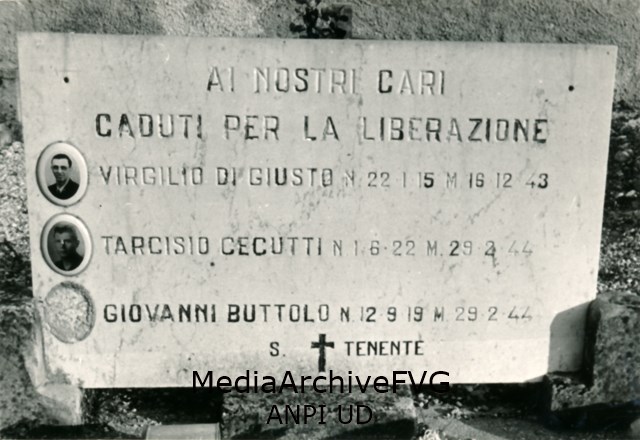 AI NOSTRI CARI
CADUTI PER LA LIBERAZIONE
VIRGILIO DI GIUSTO N. 22 1 15 M 16 12 43
TARCISIO CECUTTI N 1 6-22 M. 29 2 44
GIOVANNI BUTTOLO N. 12-9 19 M. 29-2-44
S. TENENTE
MediaArchiveFVG
ANPI UD